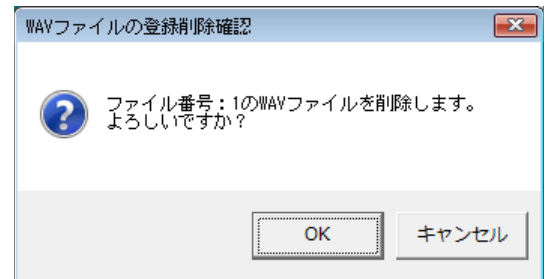 WAVファイルの登録削除確認
ファイル番号：1のWAVファイルを削除します。
よろしいですか？
OK
キャンセル